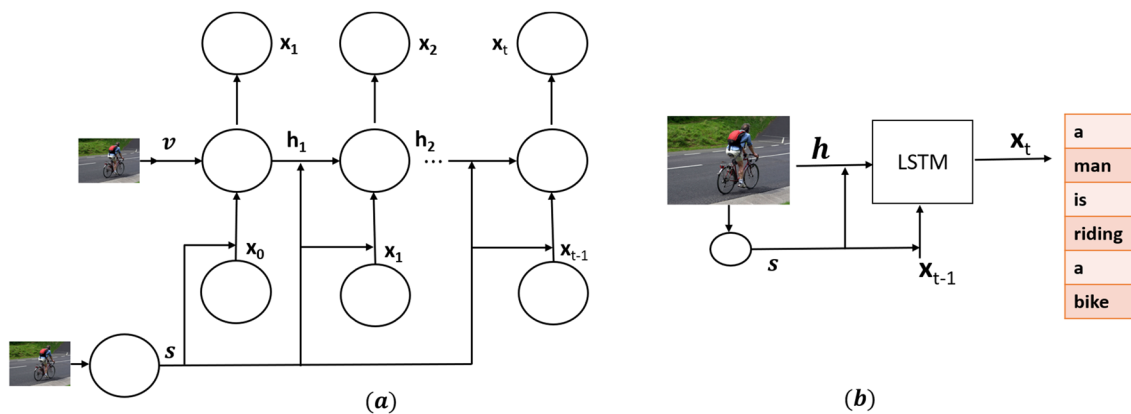 x1
x2
xt
v
h1
h2
...
x0
x1
xt-1
s
(a)
h
LSTM
xt
s
xt-1
a
man
is
riding
a
bike
(b)